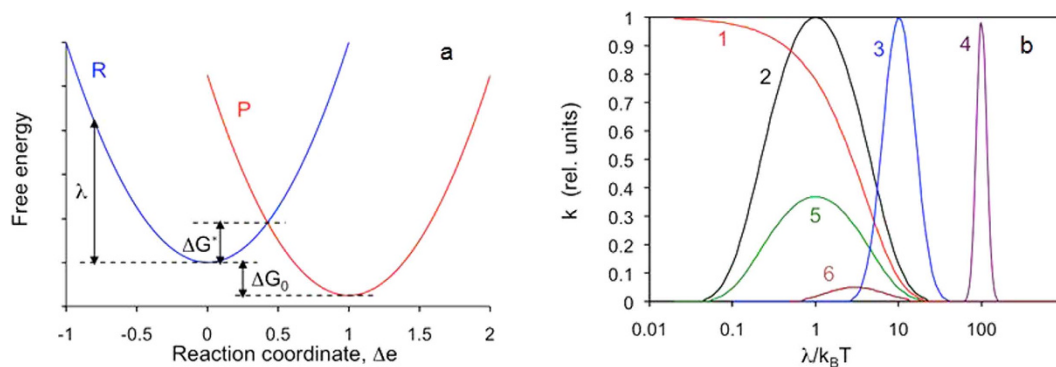 a
R
P
λ
ΔG*
ΔG₀
Free energy
-1 -0.5 0 0.5 1 1.5 2
Reaction coordinate, Δe
b
1
2
3
4
5
6
k (rel. units)
1
0.9
0.8
0.7
0.6
0.5
0.4
0.3
0.2
0.1
0
0.01 0.1 1 10 100
λ/k_BT